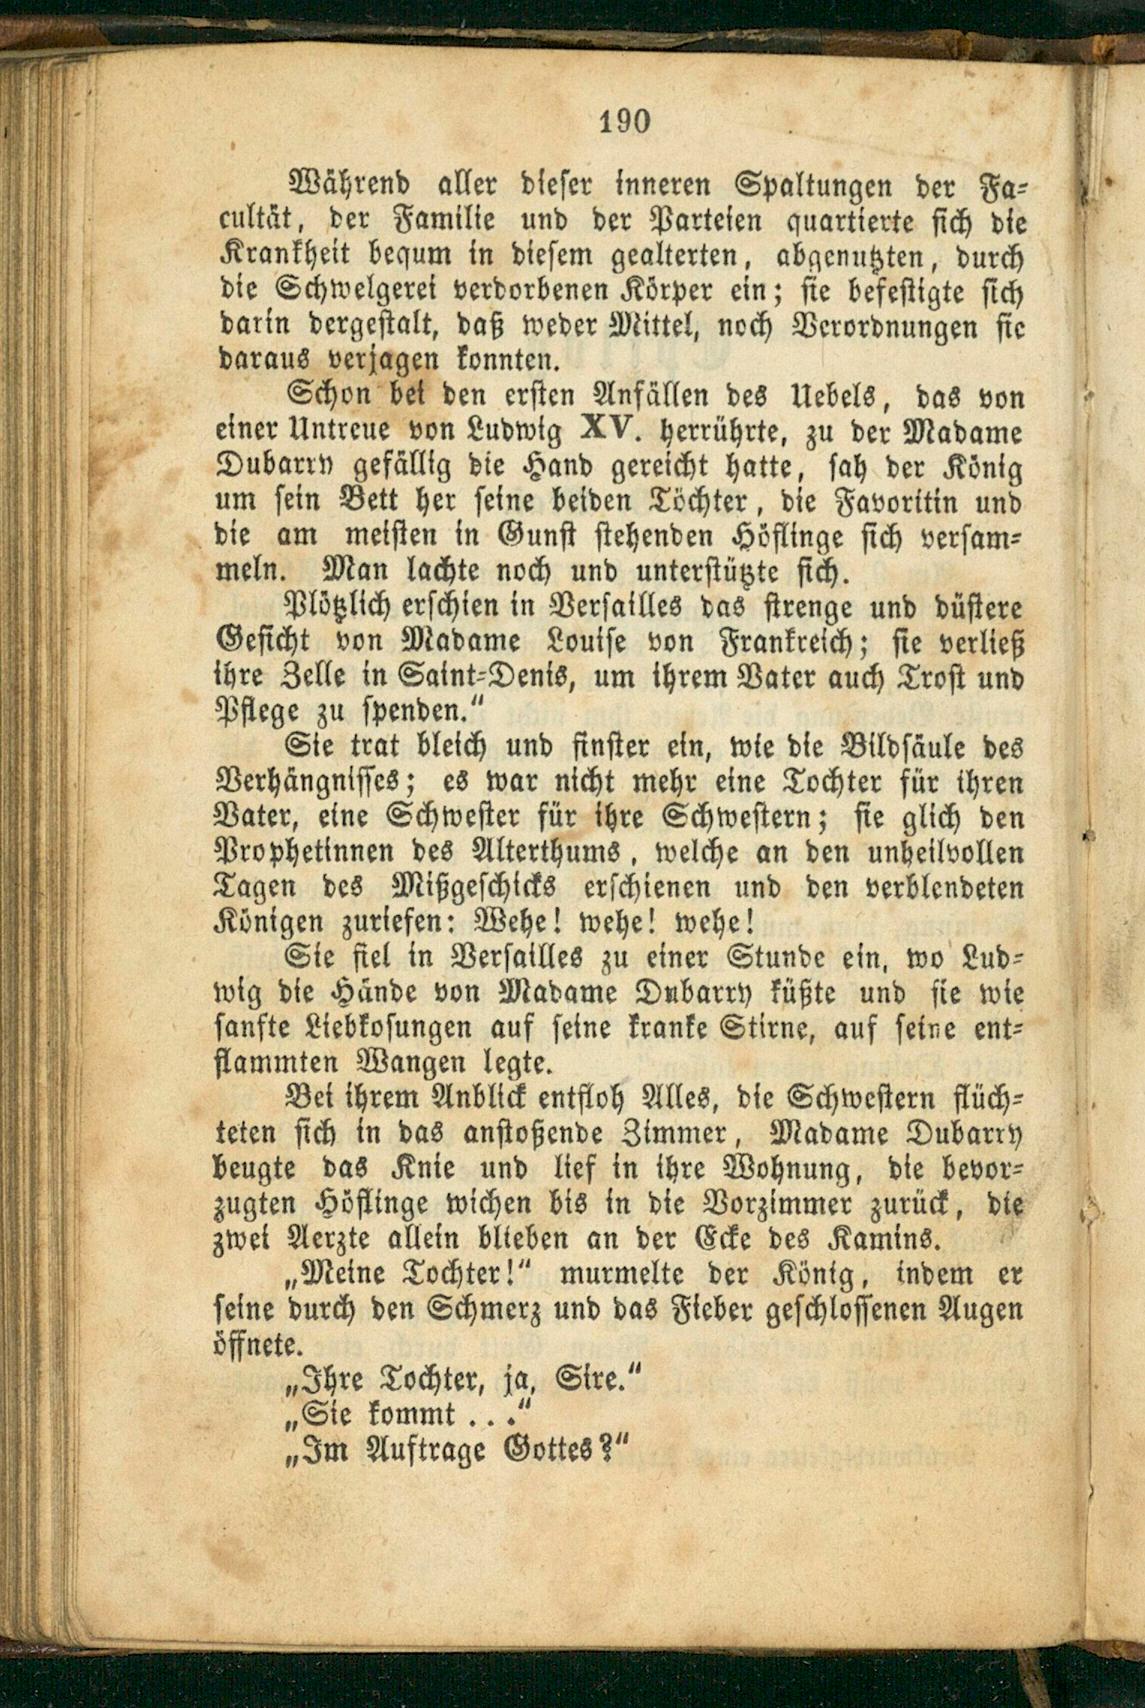 190
Während aller dieser inneren Spaltungen der Fa-
cultät, der Familie und der Parteien quartierte sich die
Krankheit bequm in diesem gealterten, abgenutzten, durch
die Schwelgerei verdorbenen Körper ein; sie befestigte sich
darin dergestalt, daß weder Mittel, noch Verordnungen sie
daraus verjagen konnten.
Schon bei den ersten Anfällen des Uebels, das von
einer Untreue von Ludwig XV. herrührte, zu der Madame
Dubarry gefällig die Hand gereicht hatte, sah der König
um sein Bett her seine beiden Töchter, die Favoritin und
die am meisten in Gunst stehenden Höflinge sich versam-
meln. Man lachte noch und unterstützte sich.
Plötzlich erschien in Versailles das strenge und düstere
Gesicht von Madame Louise von Frankreich; sie verließ
ihre Zelle in Saint-Denis, um ihrem Vater auch Trost und
Pflege zu spenden.“
Sie trat bleich und finster ein, wie die Bildsäule des
Verhängnisses; es war nicht mehr eine Tochter für ihren
Vater, eine Schwester für ihre Schwestern; sie glich den
Prophetinnen des Alterthums, welche an den unheilvollen
Tagen des Mißgeschicks erschienen und den verblendeten
Königen zuriefen: Wehe! wehe! wehe!
Sie fiel in Versailles zu einer Stunde ein, wo Lud-
wig die Hände von Madame Dubarry küßte und sie wie
sanfte Liebkosungen auf seine kranke Stirne, auf seine ent-
flammten Wangen legte.
Bei ihrem Anblick entfloh Alles, die Schwestern flüch-
teten sich in das anstoßende Zimmer, Madame Dubarry
beugte das Knie und lief in ihre Wohnung, die bevor-
zugten Höflinge wichen bis in die Vorzimmer zurück, die
zwei Aerzte allein blieben an der Ecke des Kamins.
„Meine Tochter!“ murmelte der König, indem er
seine durch den Schmerz und das Fieber geschlossenen Augen
öffnete.
„Ihre Tochter, ja, Sire.“
„Sie kommt . . .“
„Im Auftrage Gottes?“